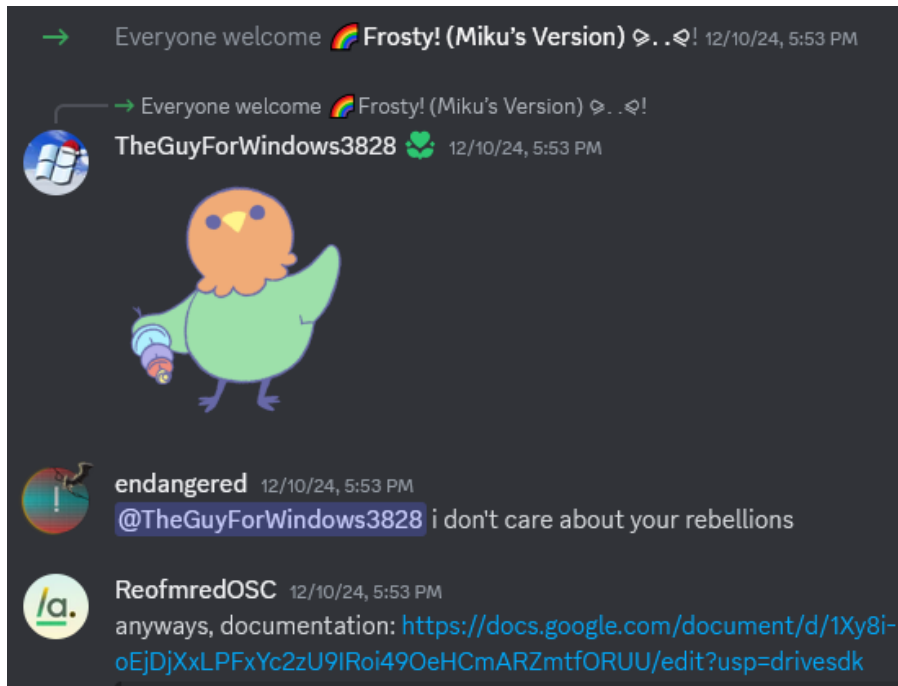 Everyone welcome 🌈Frosty! (Miku’s Version) ⪩. .⪨! 12/10/24, 5:53 PM
Everyone welcome 🌈Frosty! (Miku’s Version) ⪩. .⪨!
TheGuyForWindows3828 12/10/24, 5:53 PM
endangered 12/10/24, 5:53 PM
@TheGuyForWindows3828 i don't care about your rebellions
/a.
ReofmredOSC 12/10/24, 5:53 PM
anyways, documentation: https://docs.google.com/document/d/1Xy8i-
oEjDjXxLPFxYc2zU9IRoi49OeHCmARZmtfORUU/edit?usp=drivesdk